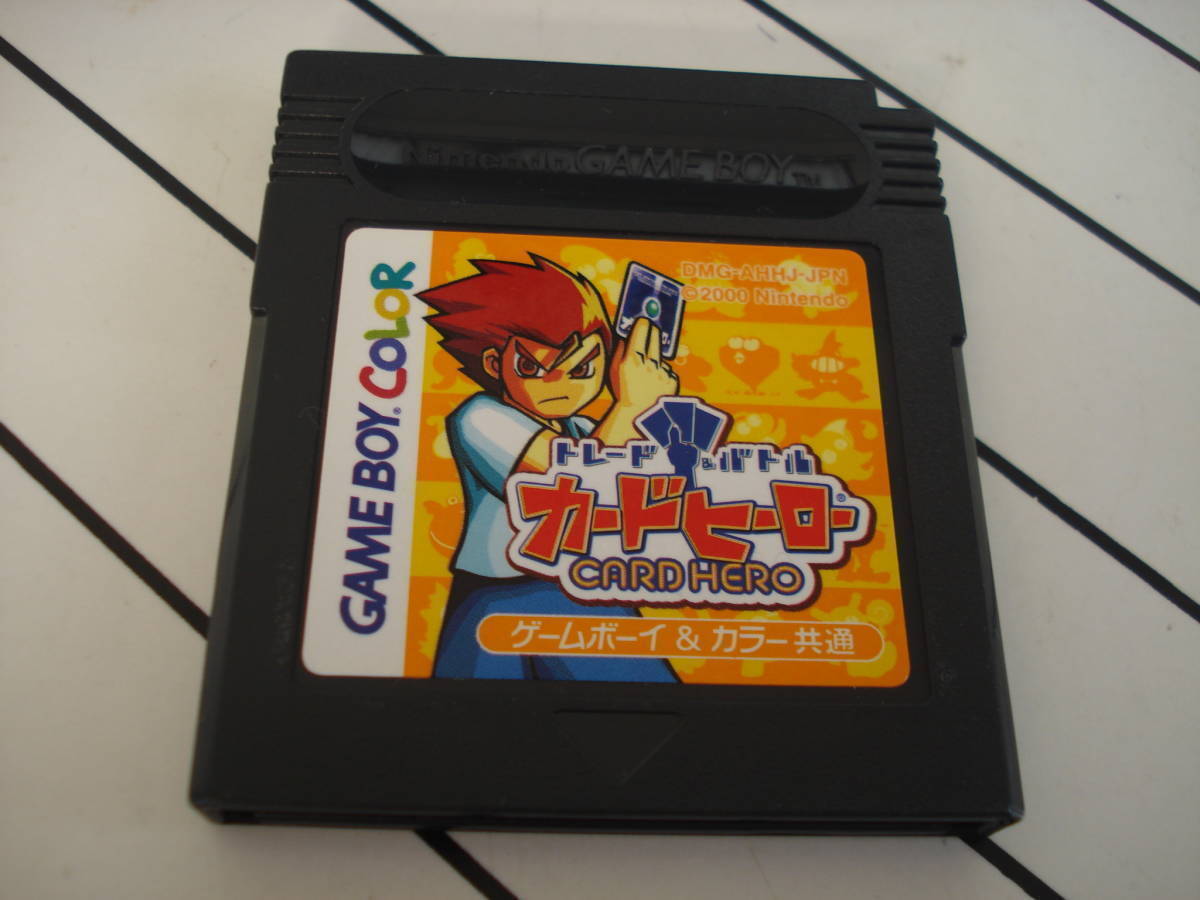 Nintendo GAME BOY™
GAME BOY COLOR
DMG-AHHJ-JPN
©2000 Nintendo
トレード&バトル
カードヒーロー®
CARD HERO
ゲームボーイ & カラー共通